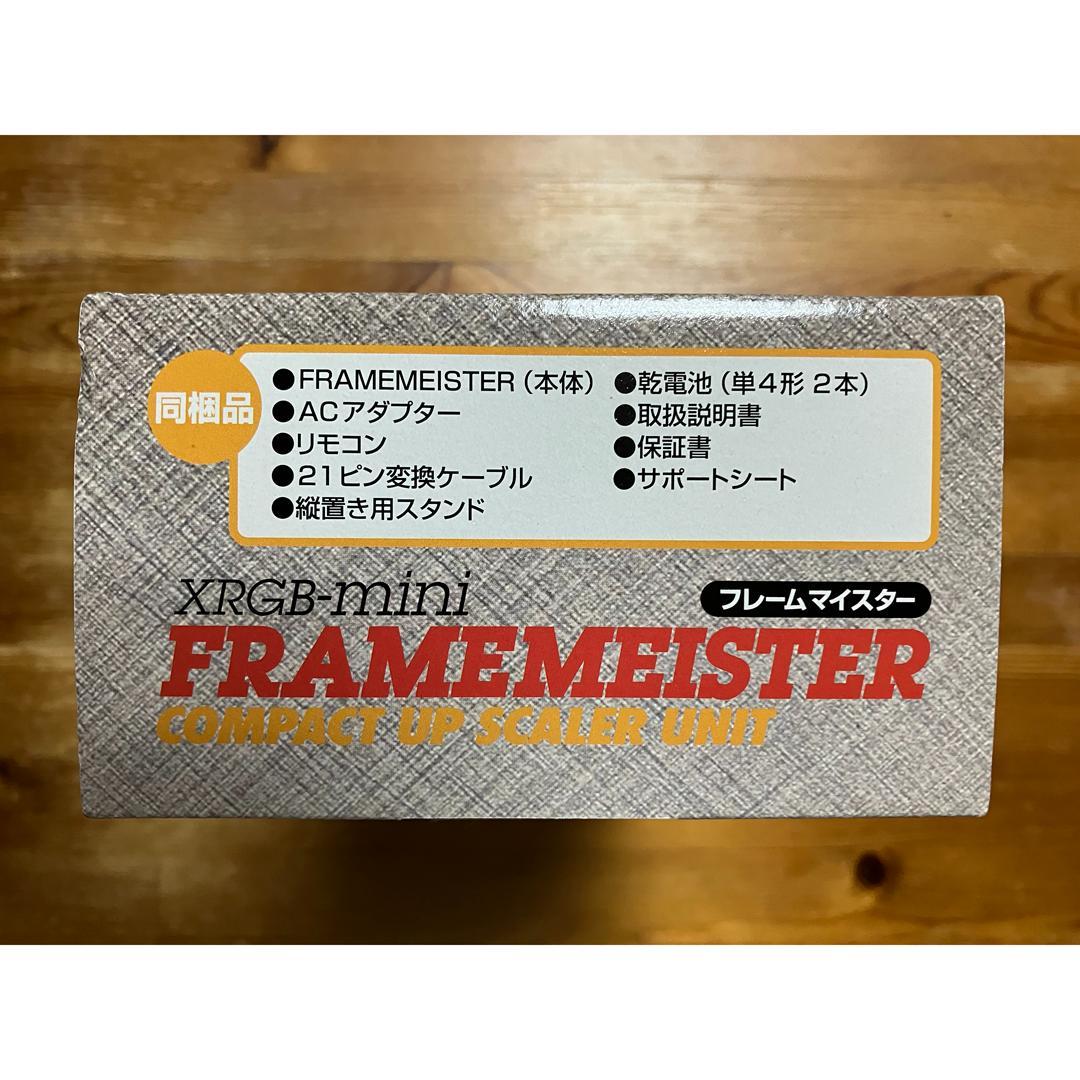 同梱品
●FRAMEMEISTER（本体）
●ACアダプター
●リモコン
●21ピン変換ケーブル
●縦置き用スタンド
●乾電池（単4形 2本）
●取扱説明書
●保証書
●サポートシート
XRGB-mini
フレームマイスター
FRAMEMEISTER
COMPACT UP SCALER UNIT